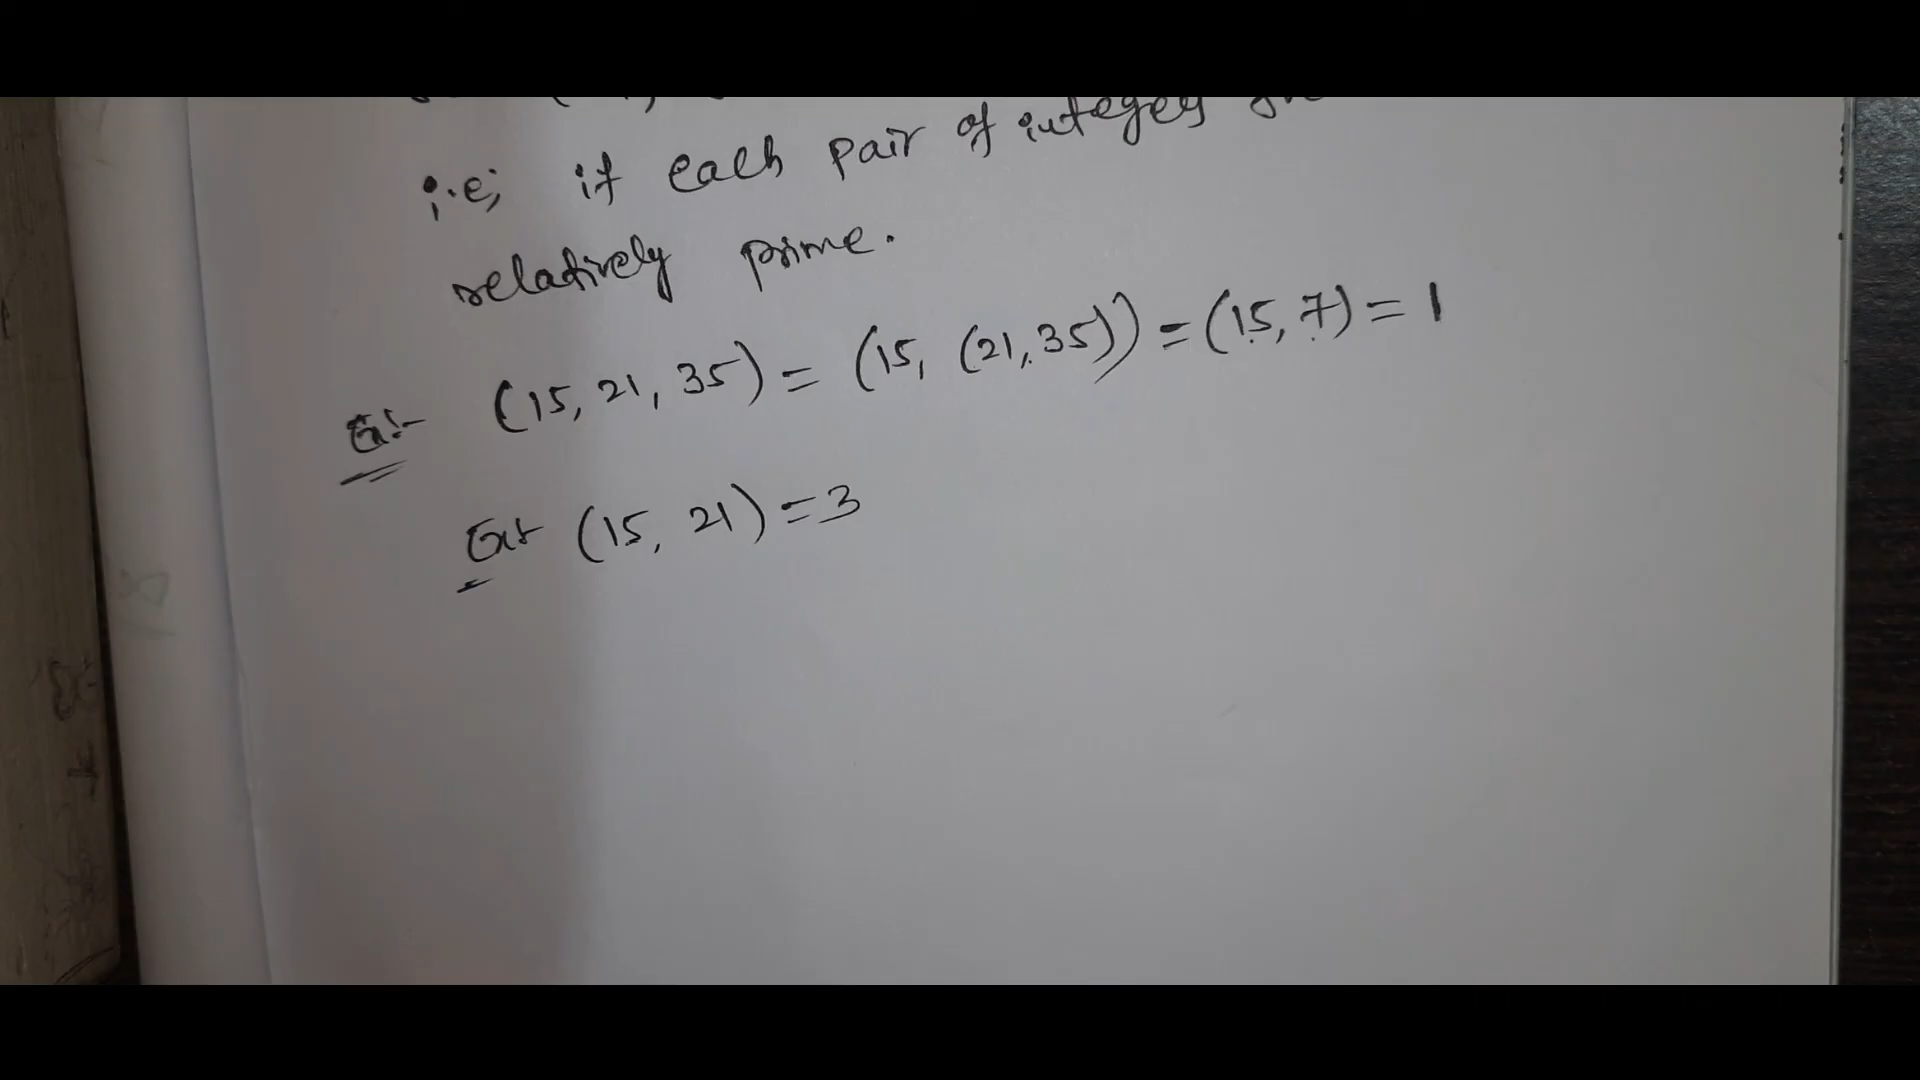 i.e; if each pair of integers
relatively prime.
Ex:- (15, 21, 35) = (15, (21, 35)) = (15, 7) = 1
(15, 21) = 3